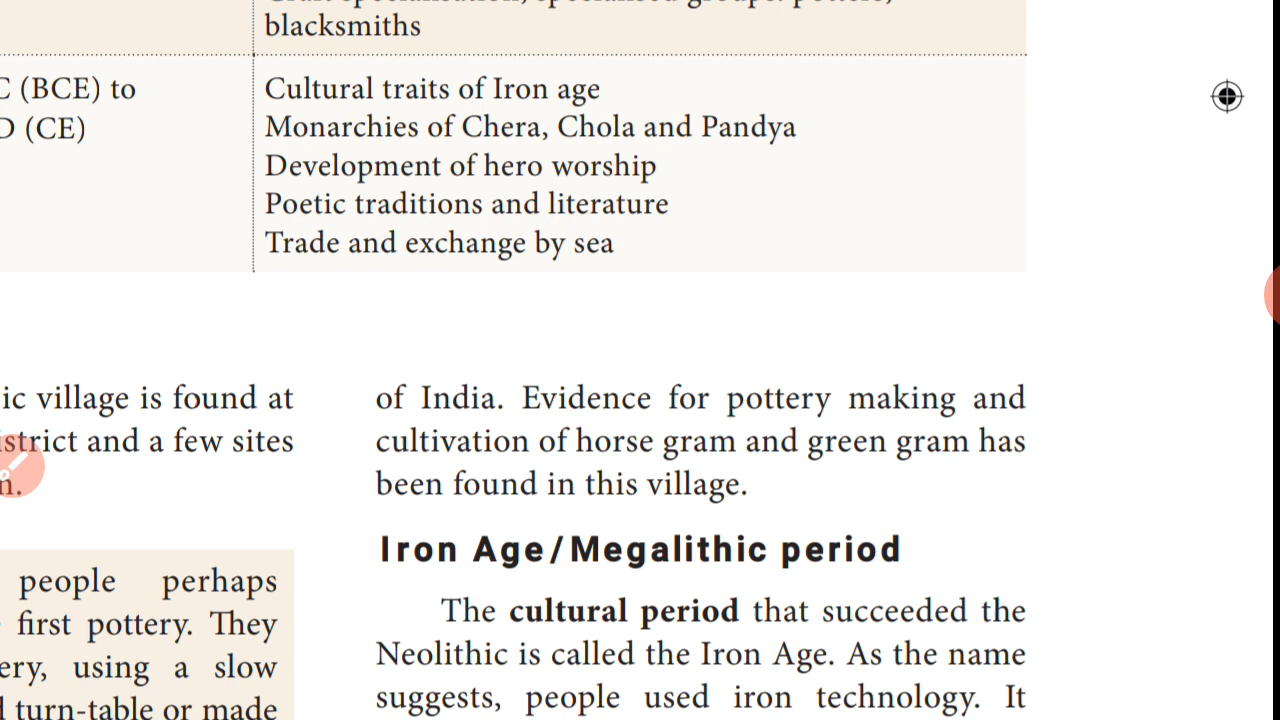 blacksmiths
(BCE) to
(CE)
Cultural traits of Iron age
Monarchies of Chera, Chola and Pandya
Development of hero worship
Poetic traditions and literature
Trade and exchange by sea
ic village is found at
istrict and a few sites
n.
people perhaps
first pottery. They
ery, using a slow
turn-table or made
of India. Evidence for pottery making and
cultivation of horse gram and green gram has
been found in this village.
Iron Age/Megalithic period
The cultural period that succeeded the
Neolithic is called the Iron Age. As the name
suggests, people used iron technology. It